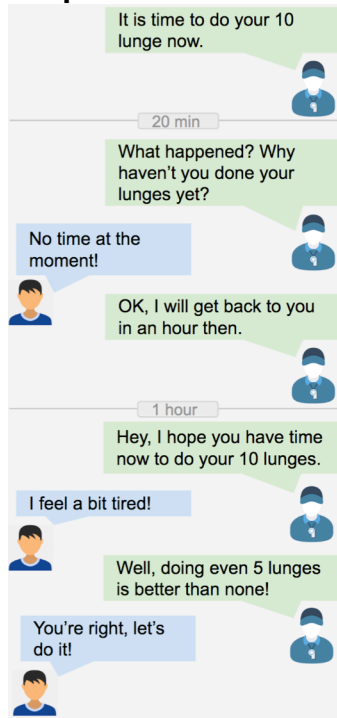 It is time to do your 10
lunge now.
20 min
What happened? Why
haven't you done your
lunges yet?
No time at the
moment!
OK, I will get back to you
in an hour then.
1 hour
Hey, I hope you have time
now to do your 10 lunges.
I feel a bit tired!
Well, doing even 5 lunges
is better than none!
You're right, let's
do it!